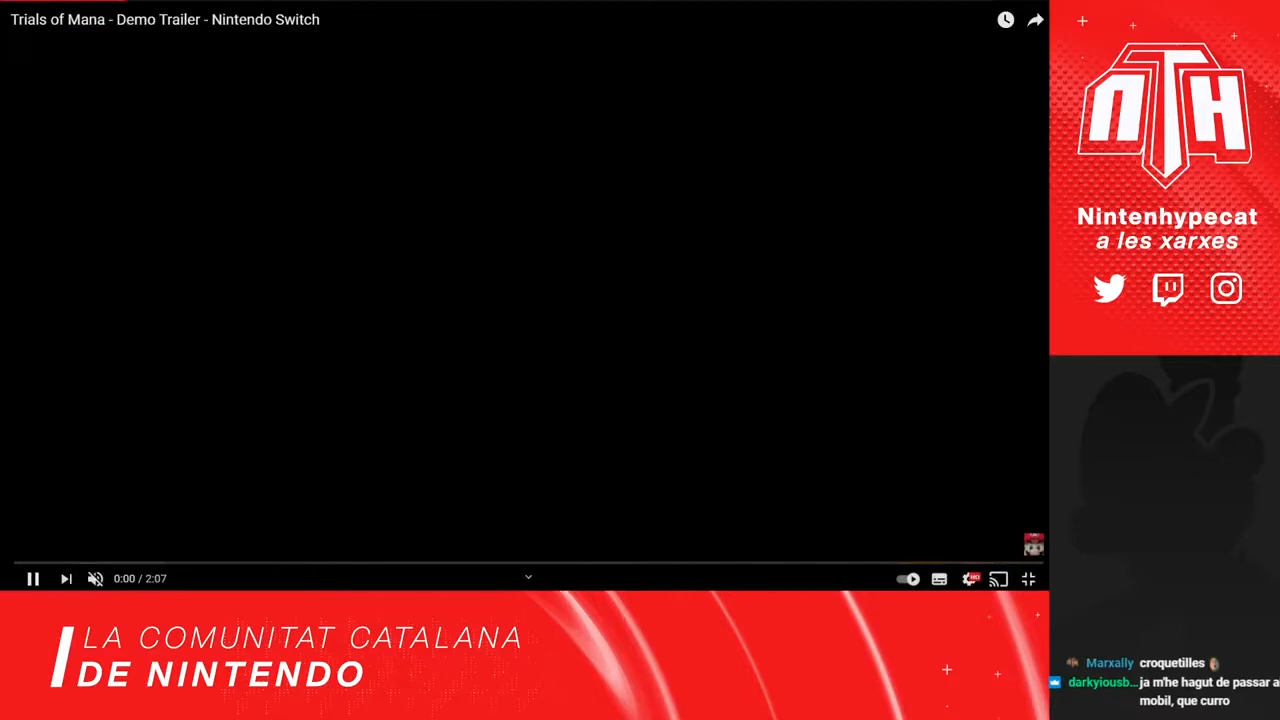 Trials of Mana - Demo Trailer - Nintendo Switch
NTH
Nintenhypecat
a les xarxes
HD
0:00 / 2:07
LA COMUNITAT CATALANA
DE NINTENDO
Marxally croquetilles
darkyiousb... ja m'he hagut de passar a
mobil, que curro